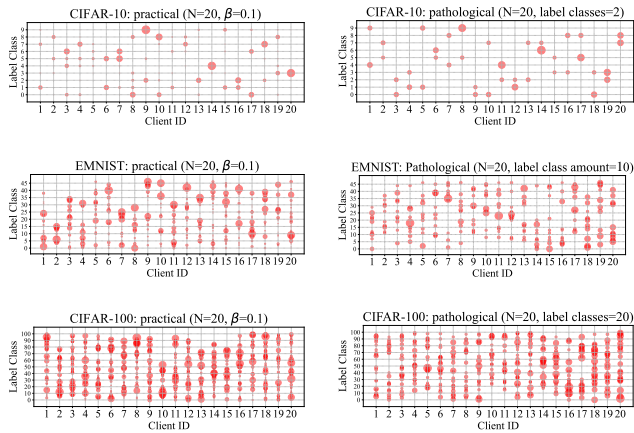 CIFAR-10: practical (N=20, β=0.1)
Label Class
9
8
7
6
5
4
3
2
1
0
1 2 3 4 5 6 7 8 9 10 11 12 13 14 15 16 17 18 19 20
Client ID
CIFAR-10: pathological (N=20, label classes=2)
Label Class
9
8
7
6
5
4
3
2
1
0
1 2 3 4 5 6 7 8 9 10 11 12 13 14 15 16 17 18 19 20
Client ID
EMNIST: practical (N=20, β=0.1)
Label Class
45
40
35
30
25
20
15
10
5
0
1 2 3 4 5 6 7 8 9 10 11 12 13 14 15 16 17 18 19 20
Client ID
EMNIST: Pathological (N=20, label class amount=10)
Label Class
45
40
35
30
25
20
15
10
5
0
1 2 3 4 5 6 7 8 9 10 11 12 13 14 15 16 17 18 19 20
Client ID
CIFAR-100: practical (N=20, β=0.1)
Label Class
100
90
80
70
60
50
40
30
20
10
0
1 2 3 4 5 6 7 8 9 10 11 12 13 14 15 16 17 18 19 20
Client ID
CIFAR-100: pathological (N=20, label classes=20)
Label Class
100
90
80
70
60
50
40
30
20
10
0
1 2 3 4 5 6 7 8 9 10 11 12 13 14 15 16 17 18 19 20
Client ID